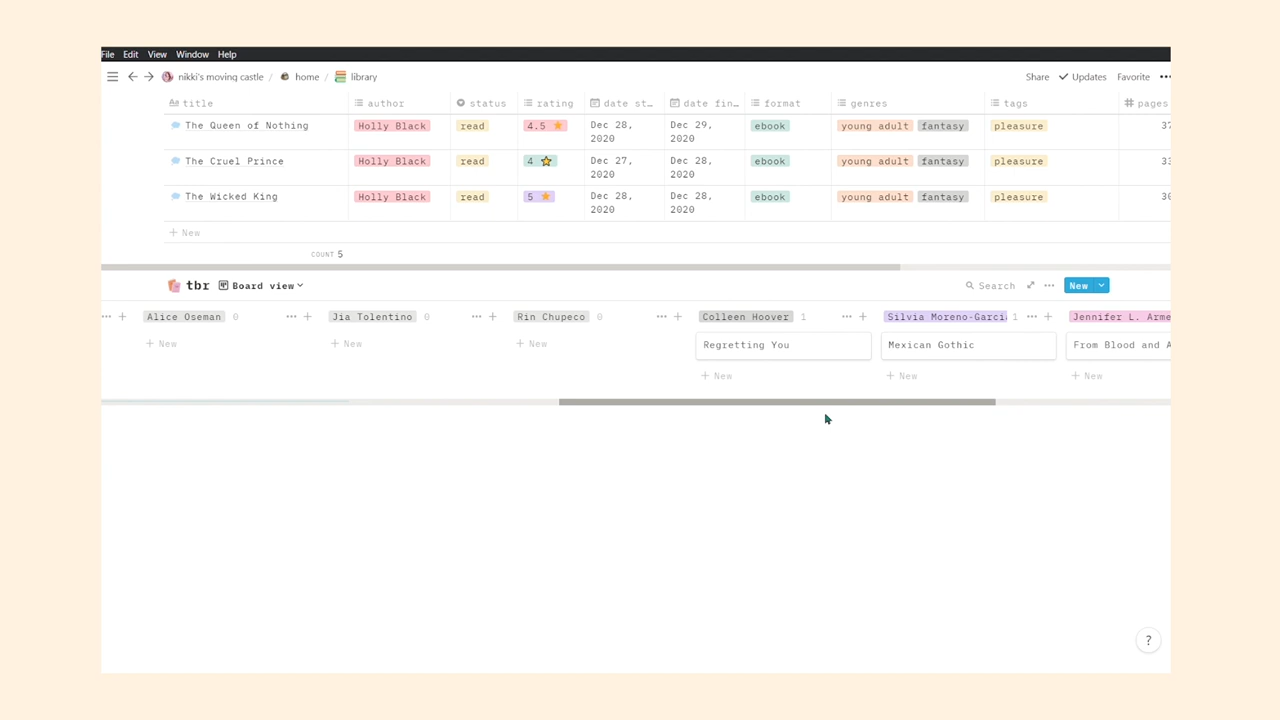 File Edit View Window Help
nikki's moving castle / home / library Share Updates Favorite
title author status rating date st... date fin... format genres tags pages
The Queen of Nothing Holly Black read 4.5 Dec 28, 2020 Dec 29, 2020 ebook young adult fantasy pleasure
The Cruel Prince Holly Black read 4 Dec 27, 2020 Dec 28, 2020 ebook young adult fantasy pleasure
The Wicked King Holly Black read 5 Dec 28, 2020 Dec 28, 2020 ebook young adult fantasy pleasure
+ New
COUNT 5
tbr Board view Search New
Alice Oseman 0 Jia Tolentino 0 Rin Chupeco 0 Colleen Hoover 1 Silvia Moreno-Garci 1 Jennifer L. Arme
+ New + New + New Regretting You Mexican Gothic From Blood and A
+ New + New + New
?